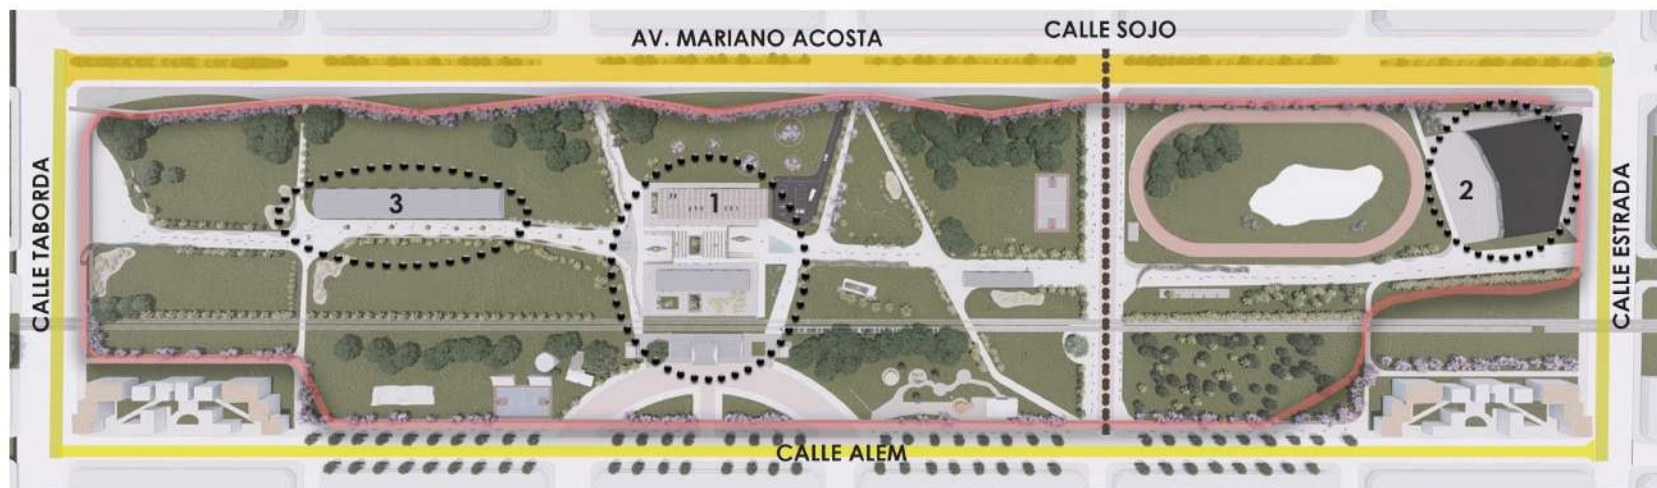 AV. MARIANO ACOSTA
CALLE SOJO
CALLE TABORDA
3
1
2
CALLE ESTRADA
CALLE ALEM